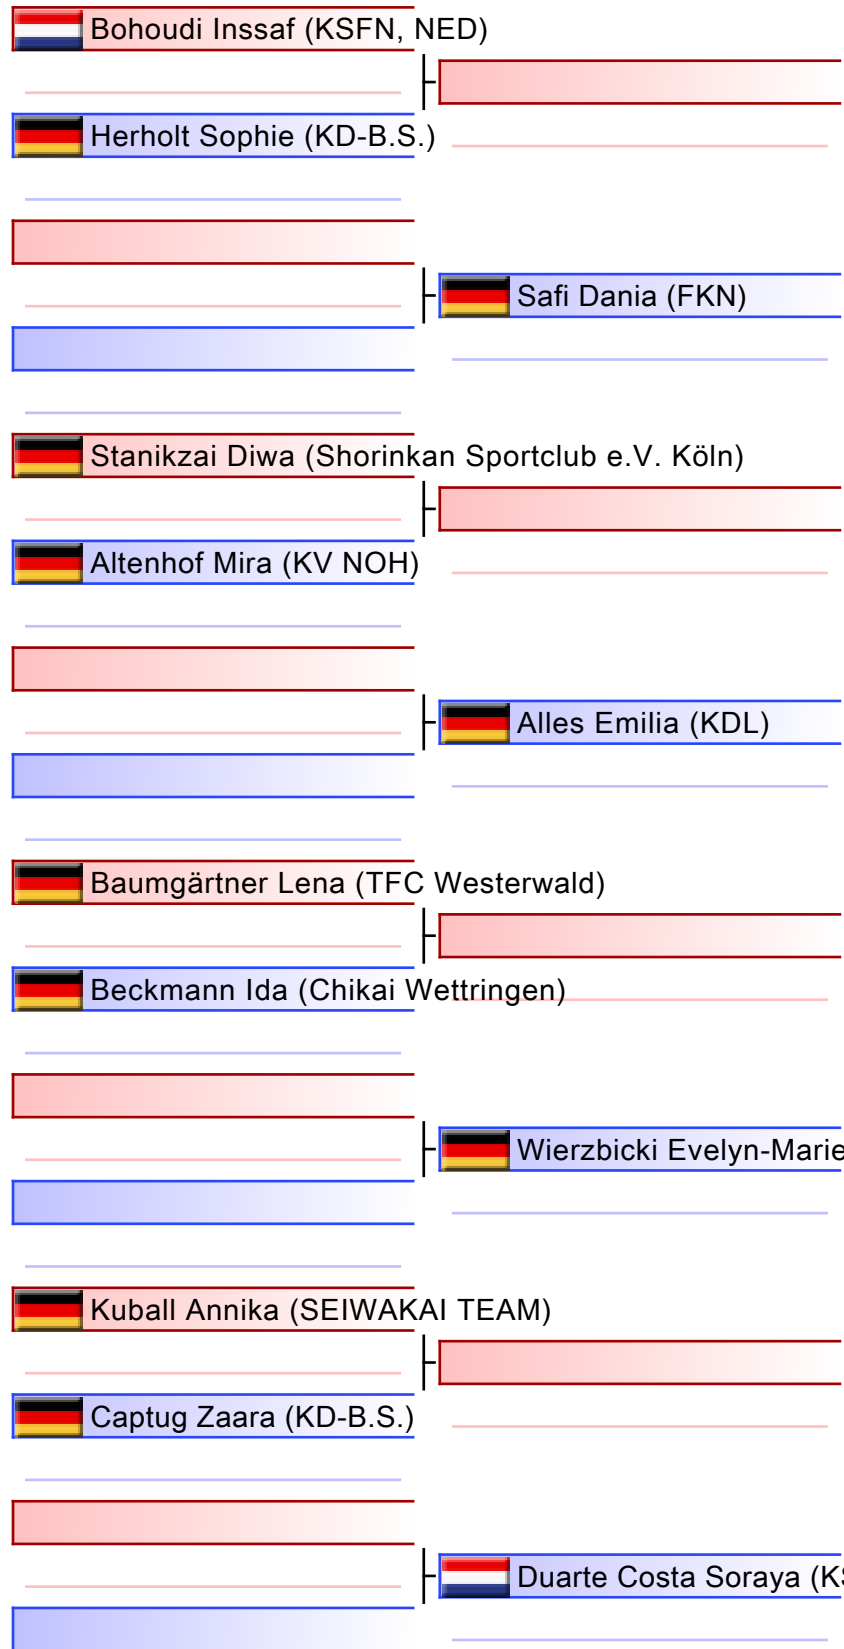 Bohoudi Inssaf (KSFN, NED)
Herholt Sophie (KD-B.S.)
Safi Dania (FKN)
Stanikzai Diwa (Shorinkan Sportclub e.V. Köln)
Altenhof Mira (KV NOH)
Alles Emilia (KDL)
Baumgärtner Lena (TFC Westerwald)
Beckmann Ida (Chikai Wettringen)
Wierzbicki Evelyn-Marie
Kuball Annika (SEIWAKAI TEAM)
Captug Zaara (KD-B.S.)
Duarte Costa Soraya (KS